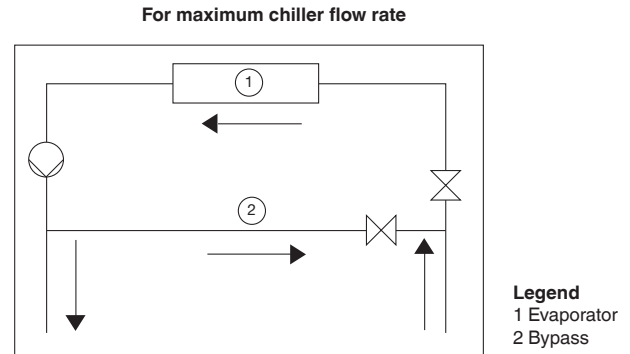 For maximum chiller flow rate
1
2
Legend
1 Evaporator
2 Bypass